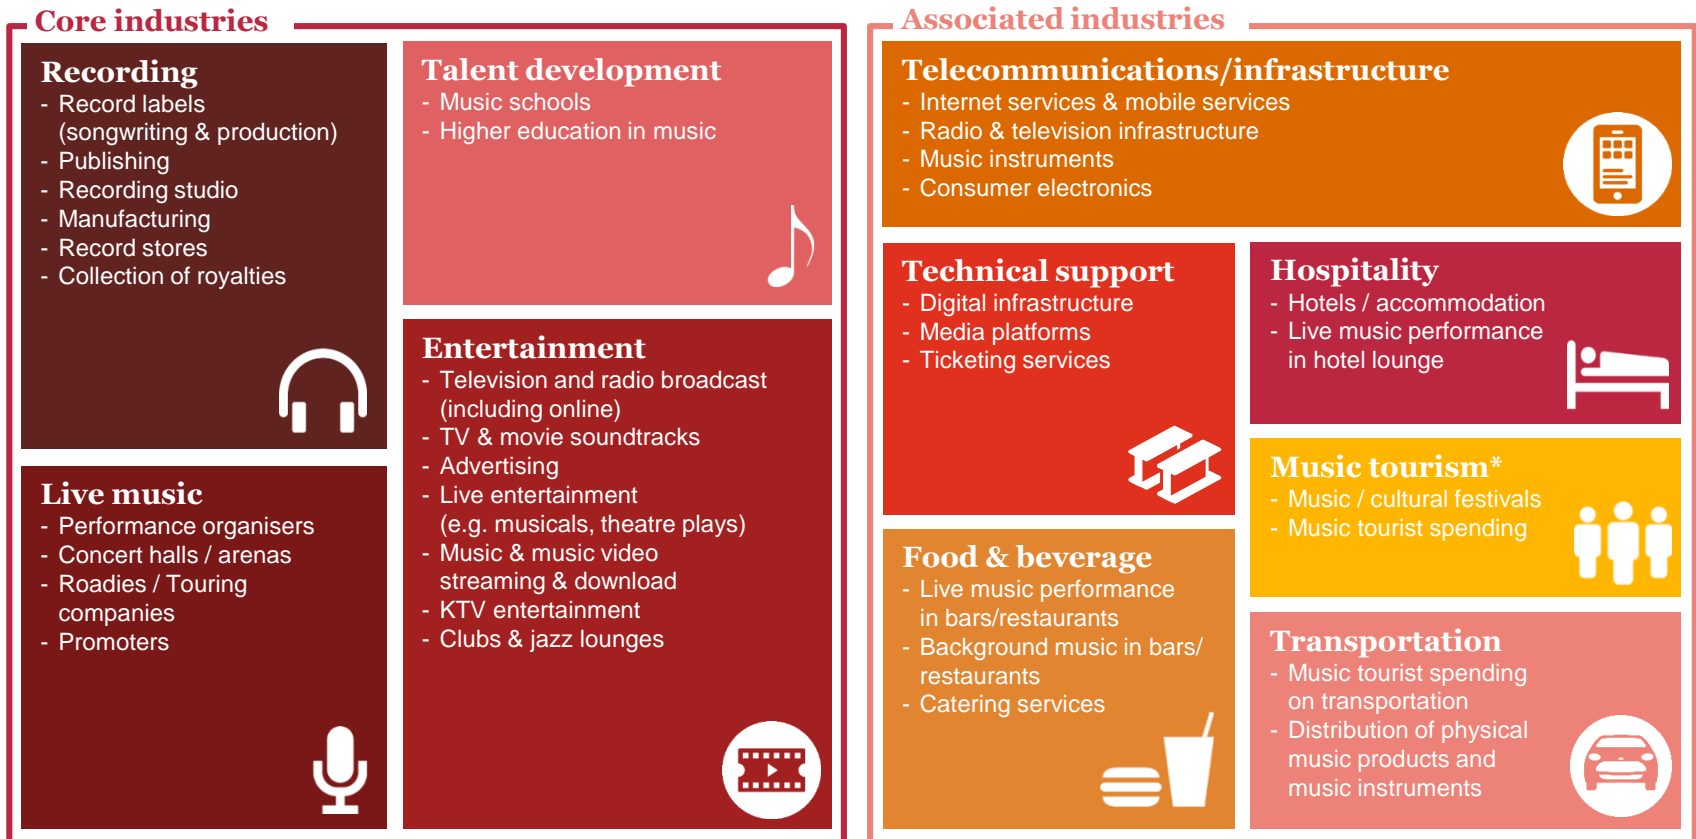 Core industries
Recording
- Record labels
(songwriting & production)
- Publishing
- Recording studio
- Manufacturing
- Record stores
- Collection of royalties
Live music
- Performance organisers
- Concert halls / arenas
- Roadies / Touring
companies
- Promoters
Talent development
- Music schools
- Higher education in music
Entertainment
- Television and radio broadcast
(including online)
- TV & movie soundtracks
- Advertising
- Live entertainment
(e.g. musicals, theatre plays)
- Music & music video
streaming & download
- KTV entertainment
- Clubs & jazz lounges
Associated industries
Telecommunications/infrastructure
- Internet services & mobile services
- Radio & television infrastructure
- Music instruments
- Consumer electronics
Technical support
- Digital infrastructure
- Media platforms
- Ticketing services
Food & beverage
- Live music performance
in bars/restaurants
- Background music in bars/
restaurants
- Catering services
Hospitality
- Hotels / accommodation
- Live music performance
in hotel lounge
Music tourism*
- Music / cultural festivals
- Music tourist spending
Transportation
- Music tourist spending
on transportation
- Distribution of physical
music products and
music instruments